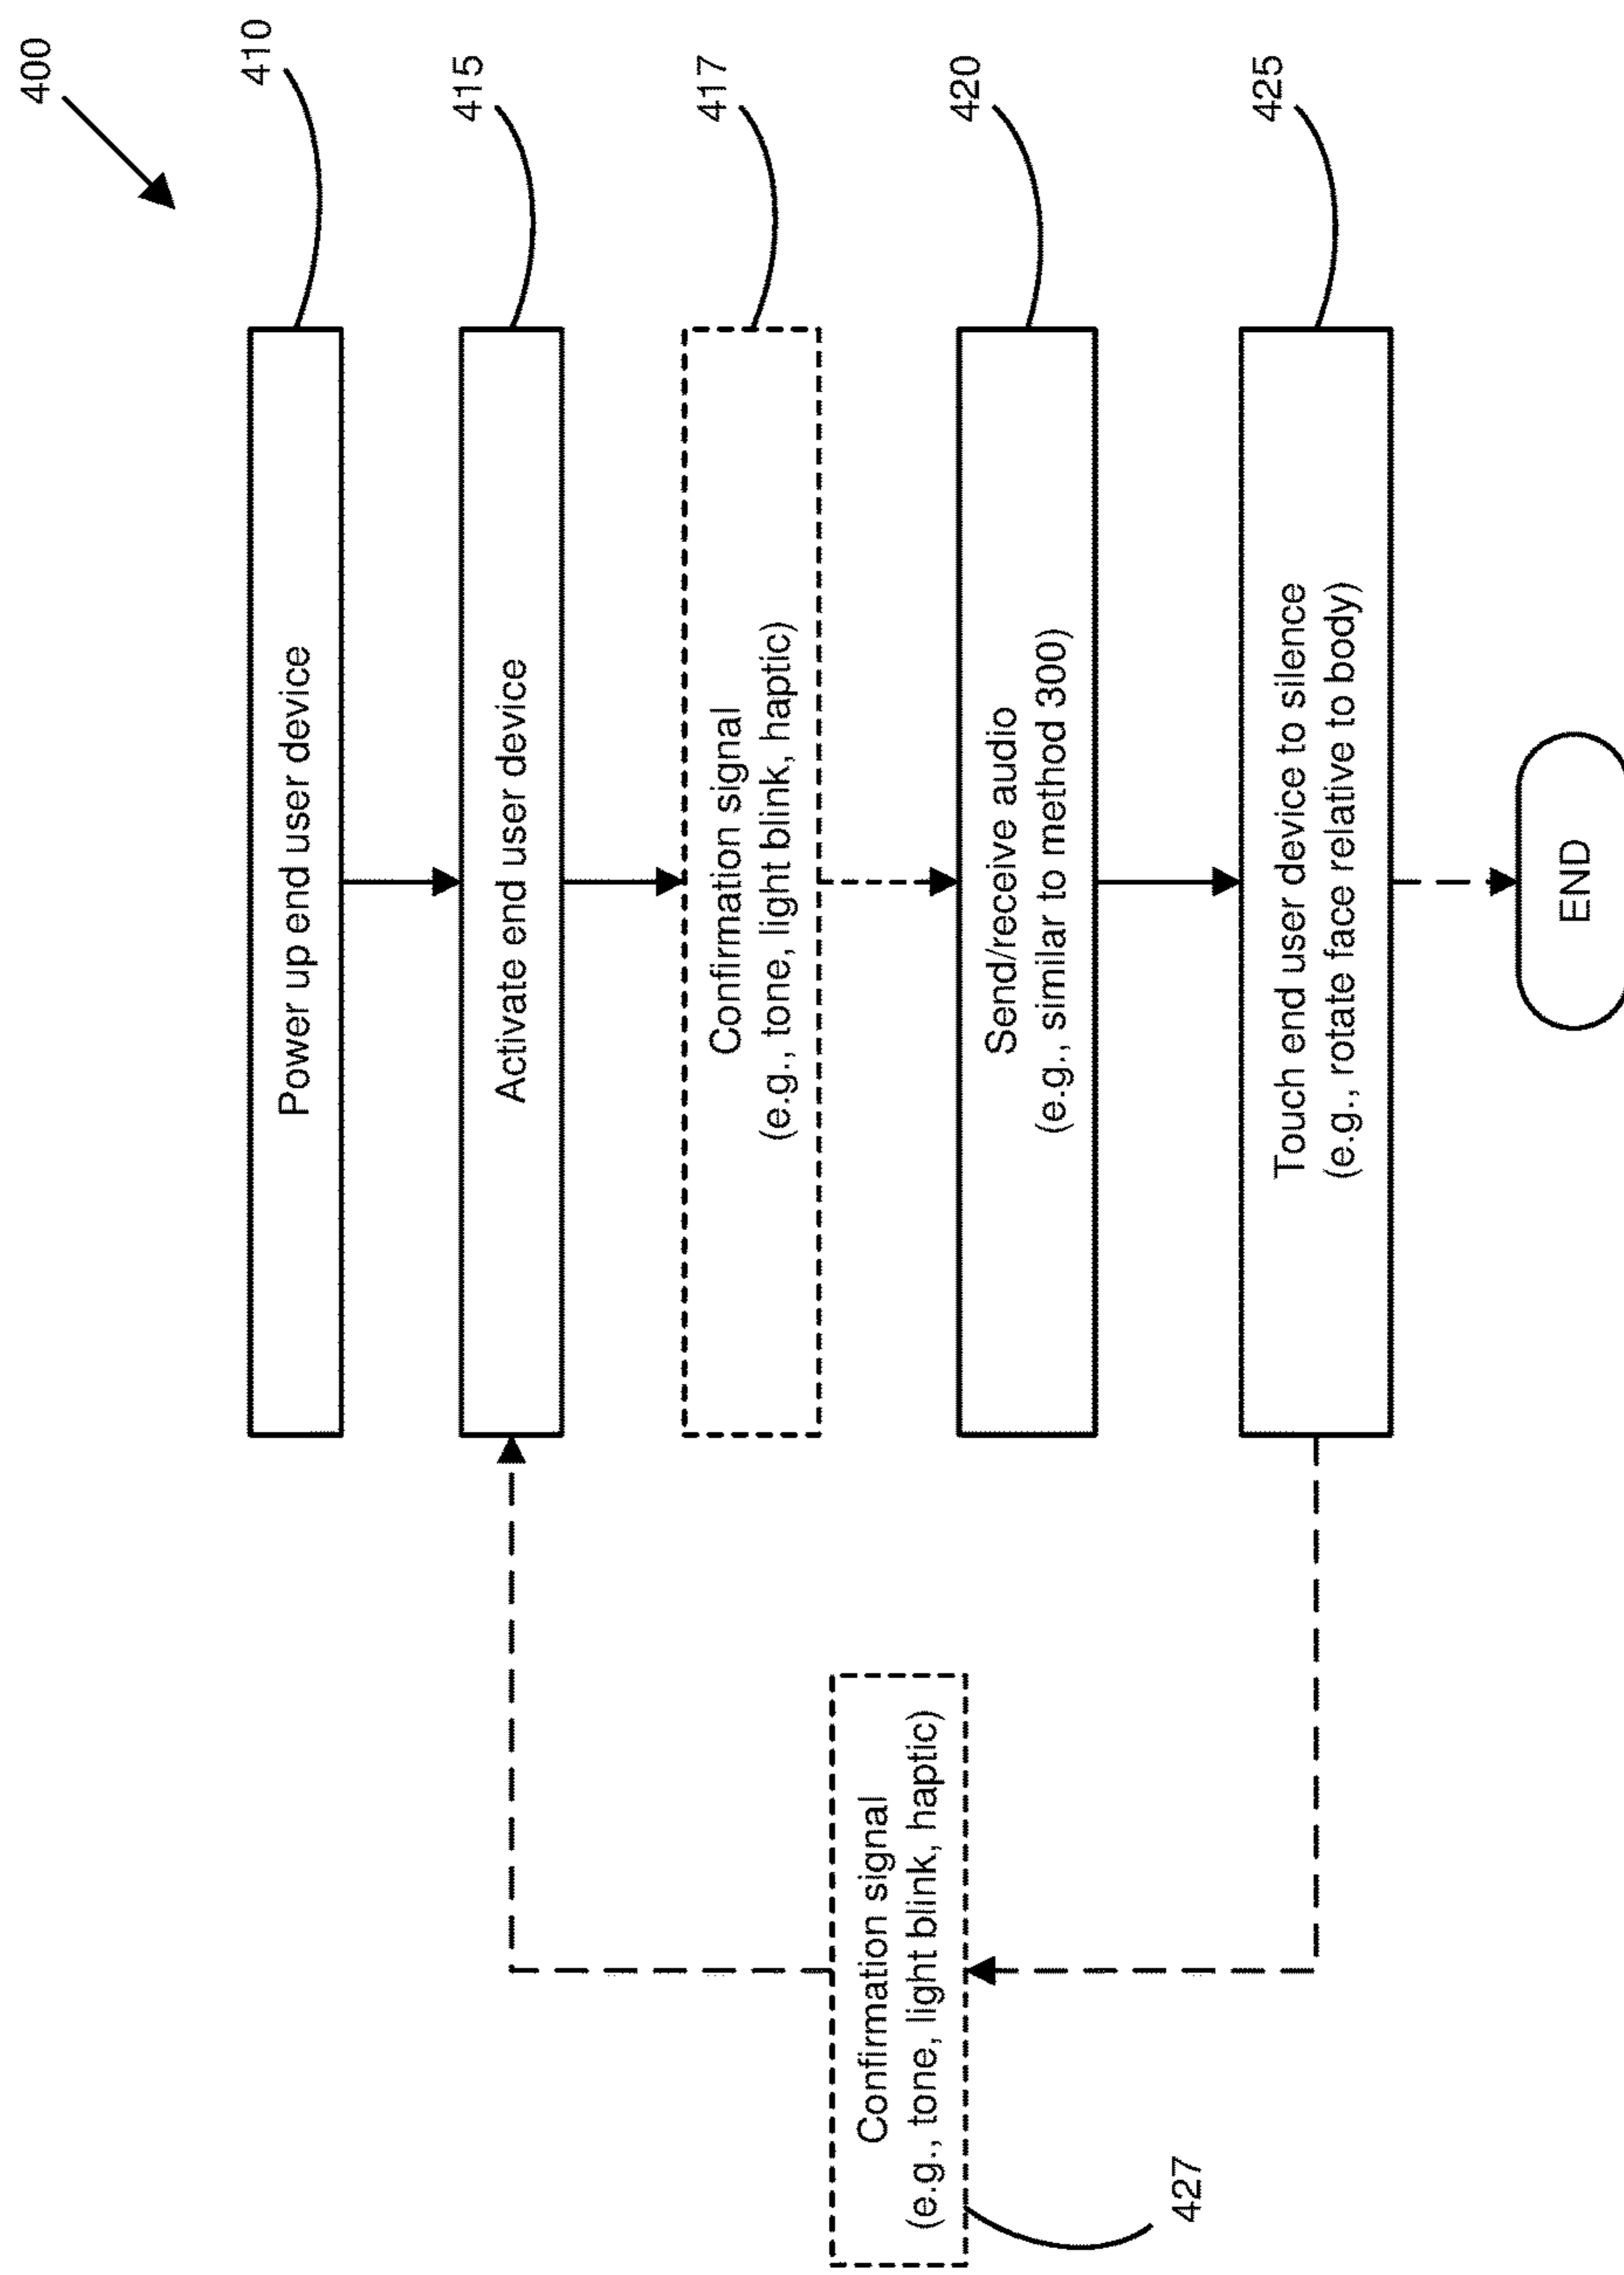 400
410
Power up end user device
415
Activate end user device
417
Confirmation signal
(e.g., tone, light blink, haptic)
420
Send/receive audio
(e.g., similar to method 300)
425
Touch end user device to silence
(e.g., rotate face relative to body)
Confirmation signal
(e.g., tone, light blink, haptic)
427
END